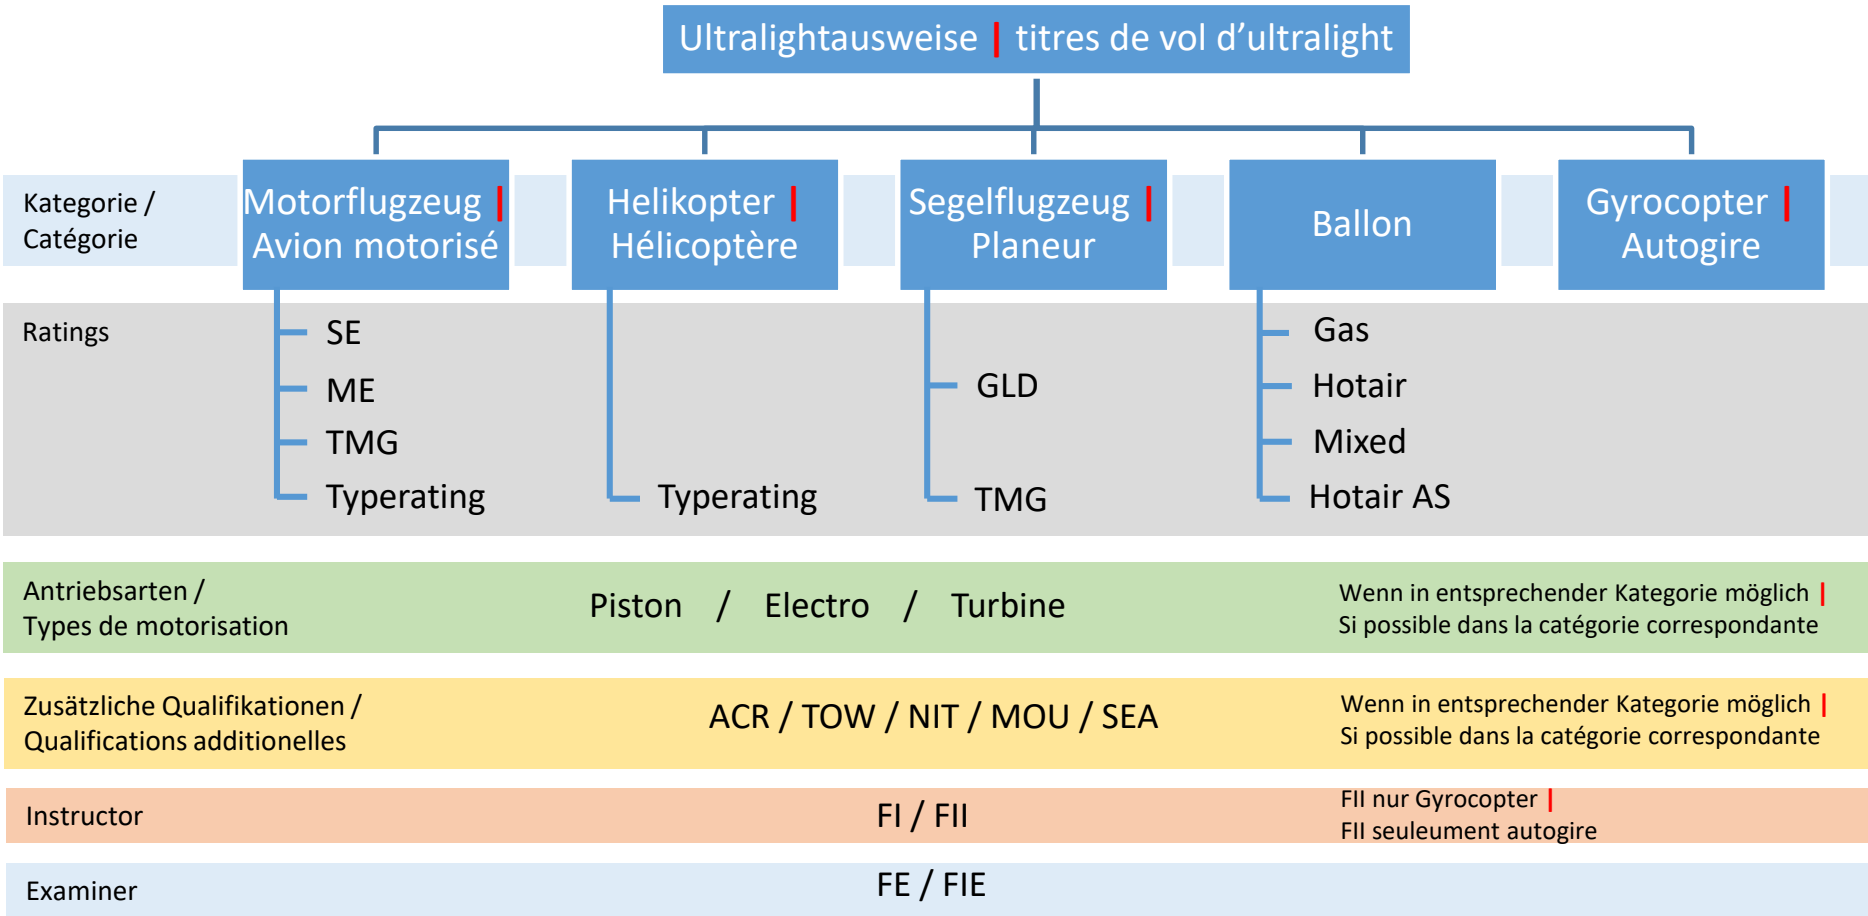 Ultralightausweise | titres de vol d’ultralight
Kategorie /
Catégorie
Motorflugzeug |
Avion motorisé
Helikopter |
Hélicoptère
Segelflugzeug |
Planeur
Ballon
Gyrocopter |
Autogire
Ratings
SE
ME
TMG
Typerating
Typerating
GLD
TMG
Gas
Hotair
Mixed
Hotair AS
Antriebsarten /
Types de motorisation
Piston / Electro / Turbine
Wenn in entsprechender Kategorie möglich |
Si possible dans la catégorie correspondante
Zusätzliche Qualifikationen /
Qualifications additionelles
ACR / TOW / NIT / MOU / SEA
Wenn in entsprechender Kategorie möglich |
Si possible dans la catégorie correspondante
Instructor
FI / FII
FII nur Gyrocopter |
FII seuleument autogire
Examiner
FE / FIE